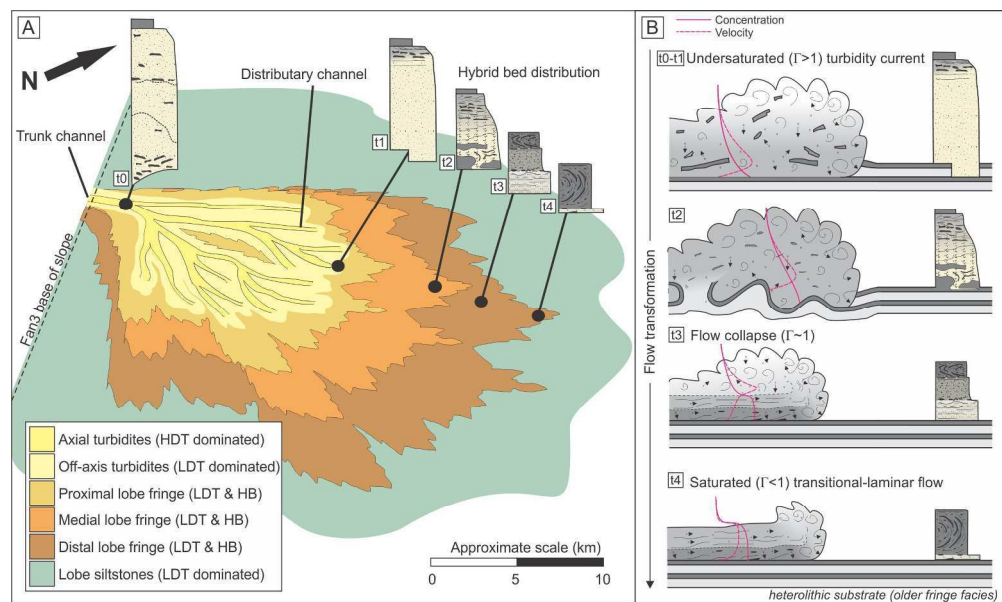 A
N
Trunk channel
Distributary channel
Hybrid bed distribution
t0
t1
t2
t3
t4
Fan3 base of slope
Axial turbidites (HDT dominated)
Off-axis turbidites (LDT dominated)
Proximal lobe fringe (LDT & HB)
Medial lobe fringe (LDT & HB)
Distal lobe fringe (LDT & HB)
Lobe siltstones (LDT dominated)
Approximate scale (km)
0 5 10
B
Concentration
Velocity
t0-t1 Undersaturated (Γ>1) turbidity current
t2
t3 Flow collapse (Γ~1)
t4 Saturated (Γ<1) transitional-laminar flow
Flow transformation
heterolithic substrate (older fringe facies)